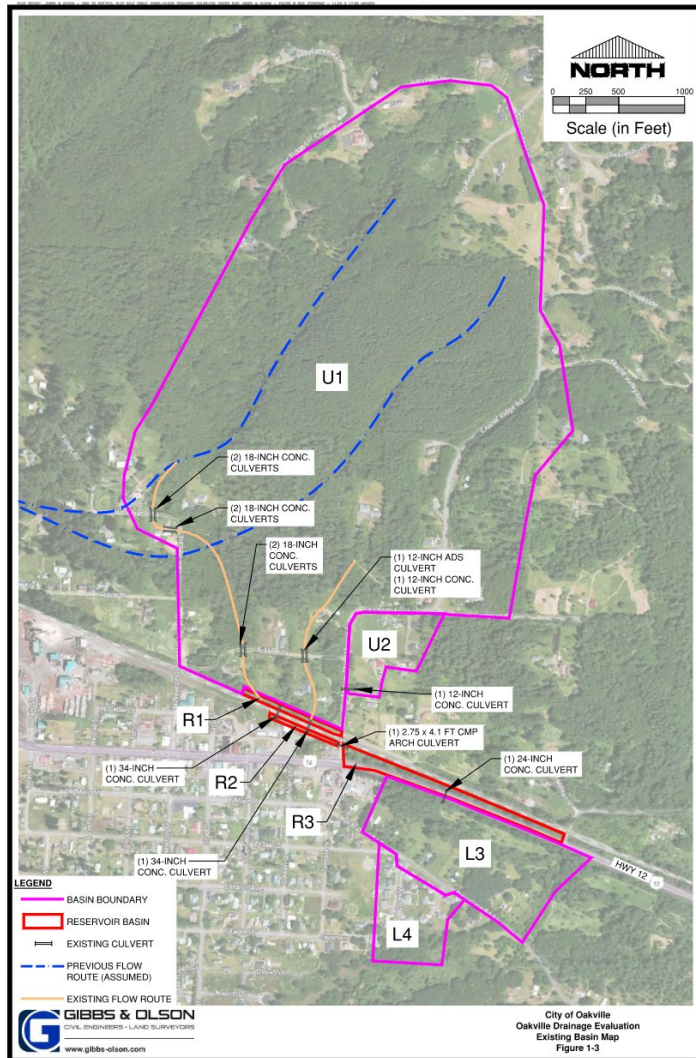 NORTH
0 250 500 1000
Scale (in Feet)
U1
(2) 18-INCH CONC.
CULVERTS
(2) 18-INCH CONC.
CULVERTS
(2) 18-INCH
CONC.
CULVERTS
(1) 12-INCH ADS
CULVERT
(1) 12-INCH CONC.
CULVERT
U2
(1) 12-INCH
CONC. CULVERT
R1
(1) 2.75 x 4.1 FT CMP
ARCH CULVERT
(1) 34-INCH
CONC. CULVERT
(1) 24-INCH
CONC. CULVERT
R2
R3
12
L3
(1) 34-INCH
CONC. CULVERT
HWY 12
12
L4
LEGEND
BASIN BOUNDARY
RESERVOIR BASIN
EXISTING CULVERT
PREVIOUS FLOW
ROUTE (ASSUMED)
EXISTING FLOW ROUTE
GIBBS & OLSON
CIVIL ENGINEERS - LAND SURVEYORS
www.gibbs-olson.com
City of Oakville
Oakville Drainage Evaluation
Existing Basin Map
Figure 1-3